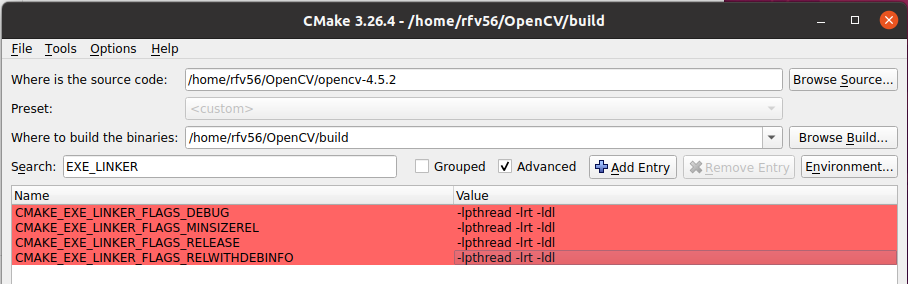 CMake 3.26.4 - /home/rfv56/OpenCV/build
File Tools Options Help
Where is the source code: /home/rfv56/OpenCV/opencv-4.5.2 Browse Source...
Preset: <custom>
Where to build the binaries: /home/rfv56/OpenCV/build Browse Build...
Search: EXE_LINKER Grouped Advanced Add Entry Remove Entry Environment...
Name Value
CMAKE_EXE_LINKER_FLAGS_DEBUG -lpthread -lrt -ldl
CMAKE_EXE_LINKER_FLAGS_MINSIZEREL -lpthread -lrt -ldl
CMAKE_EXE_LINKER_FLAGS_RELEASE -lpthread -lrt -ldl
CMAKE_EXE_LINKER_FLAGS_RELWITHDEBINFO -lpthread -lrt -ldl